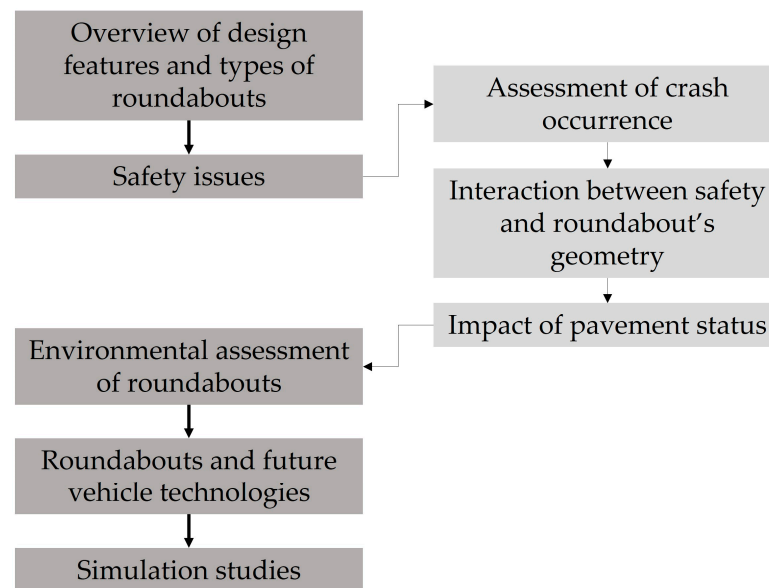 Overview of design
features and types of
roundabouts
Safety issues
Assessment of crash
occurrence
Interaction between safety
and roundabout's
geometry
Impact of pavement status
Environmental assessment
of roundabouts
Roundabouts and future
vehicle technologies
Simulation studies